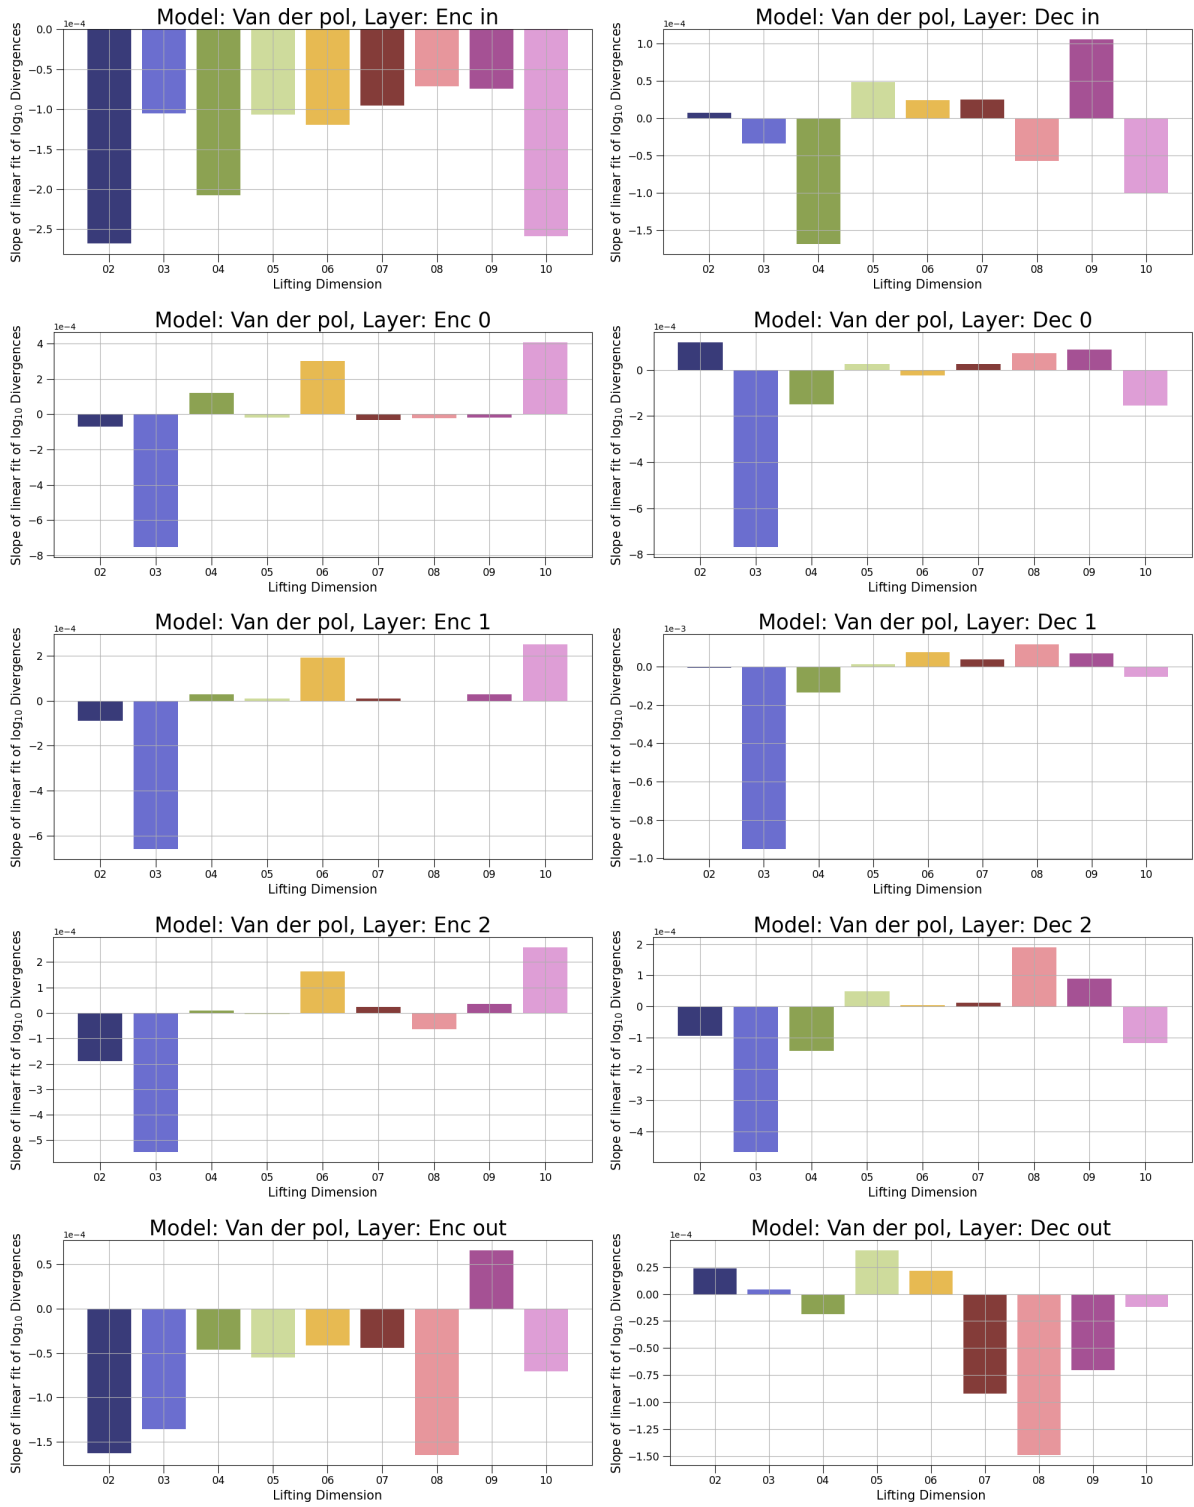 Model: Van der pol, Layer: Enc in
1e−4
Slope of linear fit of log10 Divergences
0.0
−0.5
−1.0
−1.5
−2.0
−2.5
02 03 04 05 06 07 08 09 10
Lifting Dimension
Model: Van der pol, Layer: Dec in
1e−4
Slope of linear fit of log10 Divergences
1.0
0.5
0.0
−0.5
−1.0
−1.5
02 03 04 05 06 07 08 09 10
Lifting Dimension
Model: Van der pol, Layer: Enc 0
1e−4
Slope of linear fit of log10 Divergences
4
2
0
−2
−4
−6
−8
02 03 04 05 06 07 08 09 10
Lifting Dimension
Model: Van der pol, Layer: Dec 0
1e−4
Slope of linear fit of log10 Divergences
0
−2
−4
−6
−8
02 03 04 05 06 07 08 09 10
Lifting Dimension
Model: Van der pol, Layer: Enc 1
1e−4
Slope of linear fit of log10 Divergences
2
0
−2
−4
−6
02 03 04 05 06 07 08 09 10
Lifting Dimension
Model: Van der pol, Layer: Dec 1
1e−3
Slope of linear fit of log10 Divergences
0.0
−0.2
−0.4
−0.6
−0.8
−1.0
02 03 04 05 06 07 08 09 10
Lifting Dimension
Model: Van der pol, Layer: Enc 2
1e−4
Slope of linear fit of log10 Divergences
2
1
0
−1
−2
−3
−4
−5
02 03 04 05 06 07 08 09 10
Lifting Dimension
Model: Van der pol, Layer: Dec 2
1e−4
Slope of linear fit of log10 Divergences
2
1
0
−1
−2
−3
−4
02 03 04 05 06 07 08 09 10
Lifting Dimension
Model: Van der pol, Layer: Enc out
1e−4
Slope of linear fit of log10 Divergences
0.5
0.0
−0.5
−1.0
−1.5
02 03 04 05 06 07 08 09 10
Lifting Dimension
Model: Van der pol, Layer: Dec out
1e−4
Slope of linear fit of log10 Divergences
0.25
0.00
−0.25
−0.50
−0.75
−1.00
−1.25
−1.50
02 03 04 05 06 07 08 09 10
Lifting Dimension